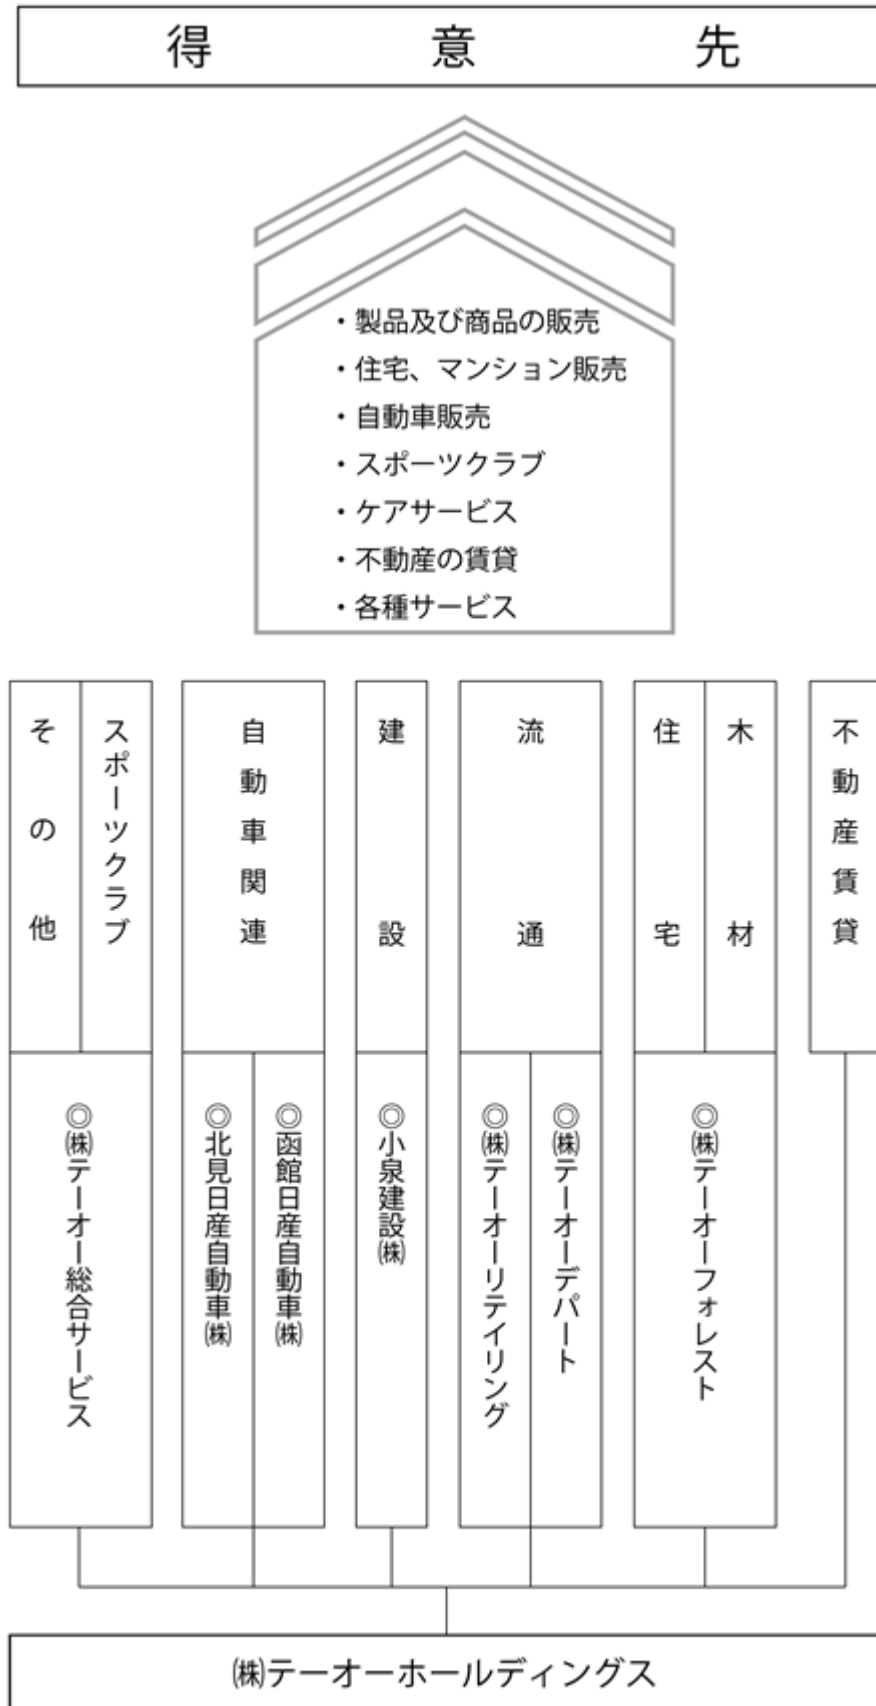 得意先
・製品及び商品の販売
・住宅、マンション販売
・自動車販売
・スポーツクラブ
・ケアサービス
・不動産の賃貸
・各種サービス
その他
スポーツクラブ
自動車関連
建設
流通
住宅
木材
不動産賃貸
◎㈱テーオー総合サービス
◎北見日産自動車㈱
◎函館日産自動車㈱
◎小泉建設㈱
◎㈱テーオーリテイリング
◎㈱テーオーデパート
◎㈱テーオーフォレスト
㈱テーオーホールディングス